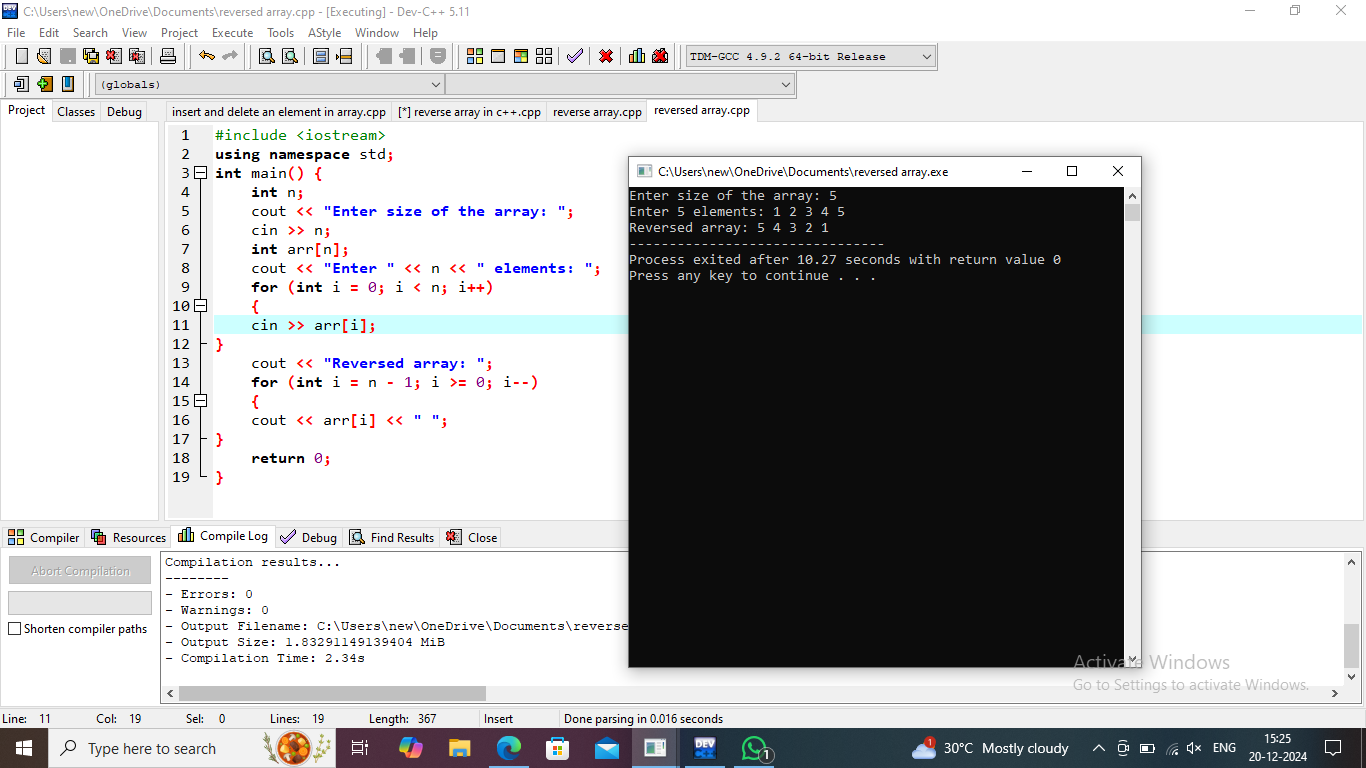 C:\Users\new\OneDrive\Documents\reversed array.cpp - [Executing] - Dev-C++ 5.11
File Edit Search View Project Execute Tools AStyle Window Help
TDM-GCC 4.9.2 64-bit Release
(globals)
Project Classes Debug
insert and delete an element in array.cpp [*] reverse array in c++.cpp reverse array.cpp reversed array.cpp
1 #include <iostream>
2 using namespace std;
3 int main() {
4 int n;
5 cout << "Enter size of the array: ";
6 cin >> n;
7 int arr[n];
8 cout << "Enter " << n << " elements: ";
9 for (int i = 0; i < n; i++)
10 {
11 cin >> arr[i];
12 }
13 cout << "Reversed array: ";
14 for (int i = n - 1; i >= 0; i--)
15 {
16 cout << arr[i] << " ";
17 }
18 return 0;
19 }
C:\Users\new\OneDrive\Documents\reversed array.exe
Enter size of the array: 5
Enter 5 elements: 1 2 3 4 5
Reversed array: 5 4 3 2 1
--------------------------------
Process exited after 10.27 seconds with return value 0
Press any key to continue . . .
Compiler Resources Compile Log Debug Find Results Close
Abort Compilation
Shorten compiler paths
Compilation results...
--------
- Errors: 0
- Warnings: 0
- Output Filename: C:\Users\new\OneDrive\Documents\reverse
- Output Size: 1.83291149139404 MiB
- Compilation Time: 2.34s
Activate Windows
Go to Settings to activate Windows.
Line: 11 Col: 19 Sel: 0 Lines: 19 Length: 367 Insert Done parsing in 0.016 seconds
Type here to search
DEV
1
1
30°C Mostly cloudy
ENG
15:25
20-12-2024